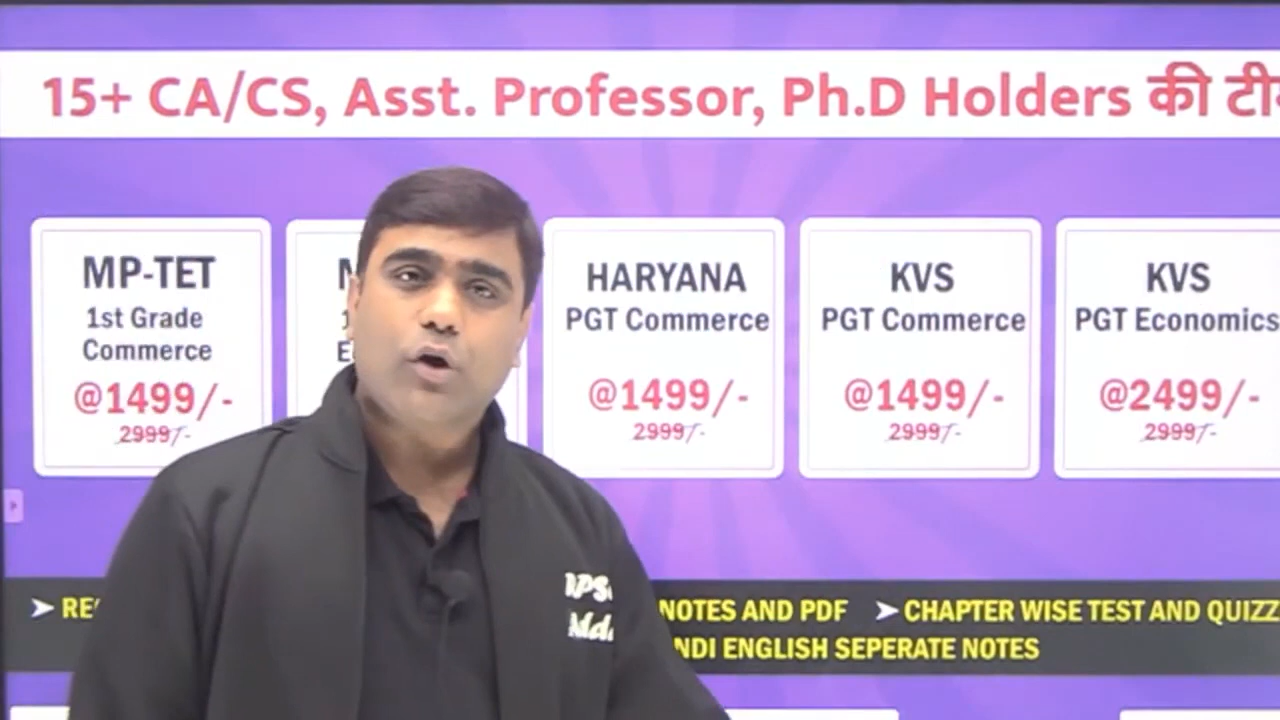 15+ CA/CS, Asst. Professor, Ph.D Holders की
MP-TET
1st Grade
Commerce
@1499/-
2999/-
HARYANA
PGT Commerce
@1499/-
2999/-
KVS
PGT Commerce
@1499/-
2999/-
KVS
PGT Economics
@2499/-
2999/-
NOTES AND PDF ➤ CHAPTER WISE TEST AND
ENGLISH SEPERATE NOTES